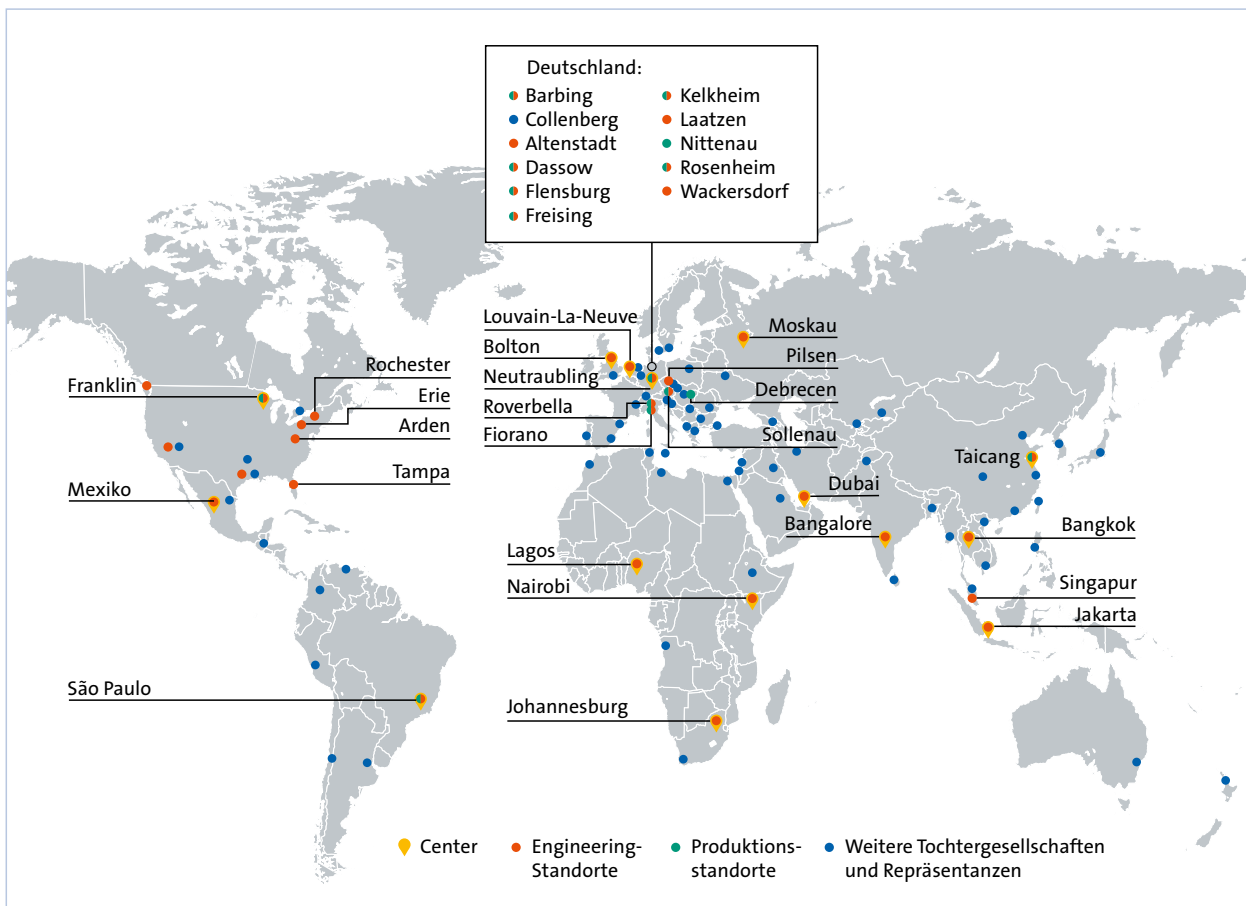 Deutschland:
Barbing
Collenberg
Altenstadt
Dassow
Flensburg
Freising
Kelkheim
Laatzen
Nittenau
Rosenheim
Wackersdorf
Louvain-La-Neuve
Bolton
Neutraubling
Roverbella
Fiorano
Moskau
Pilsen
Debrecen
Sollenau
Rochester
Franklin
Erie
Arden
Tampa
Mexiko
Taicang
Dubai
Bangalore
Bangkok
Lagos
Nairobi
Singapur
Jakarta
São Paulo
Johannesburg
Center
Engineering-
Standorte
Produktions-
standorte
Weitere Tochtergesellschaften
und Repräsentanzen